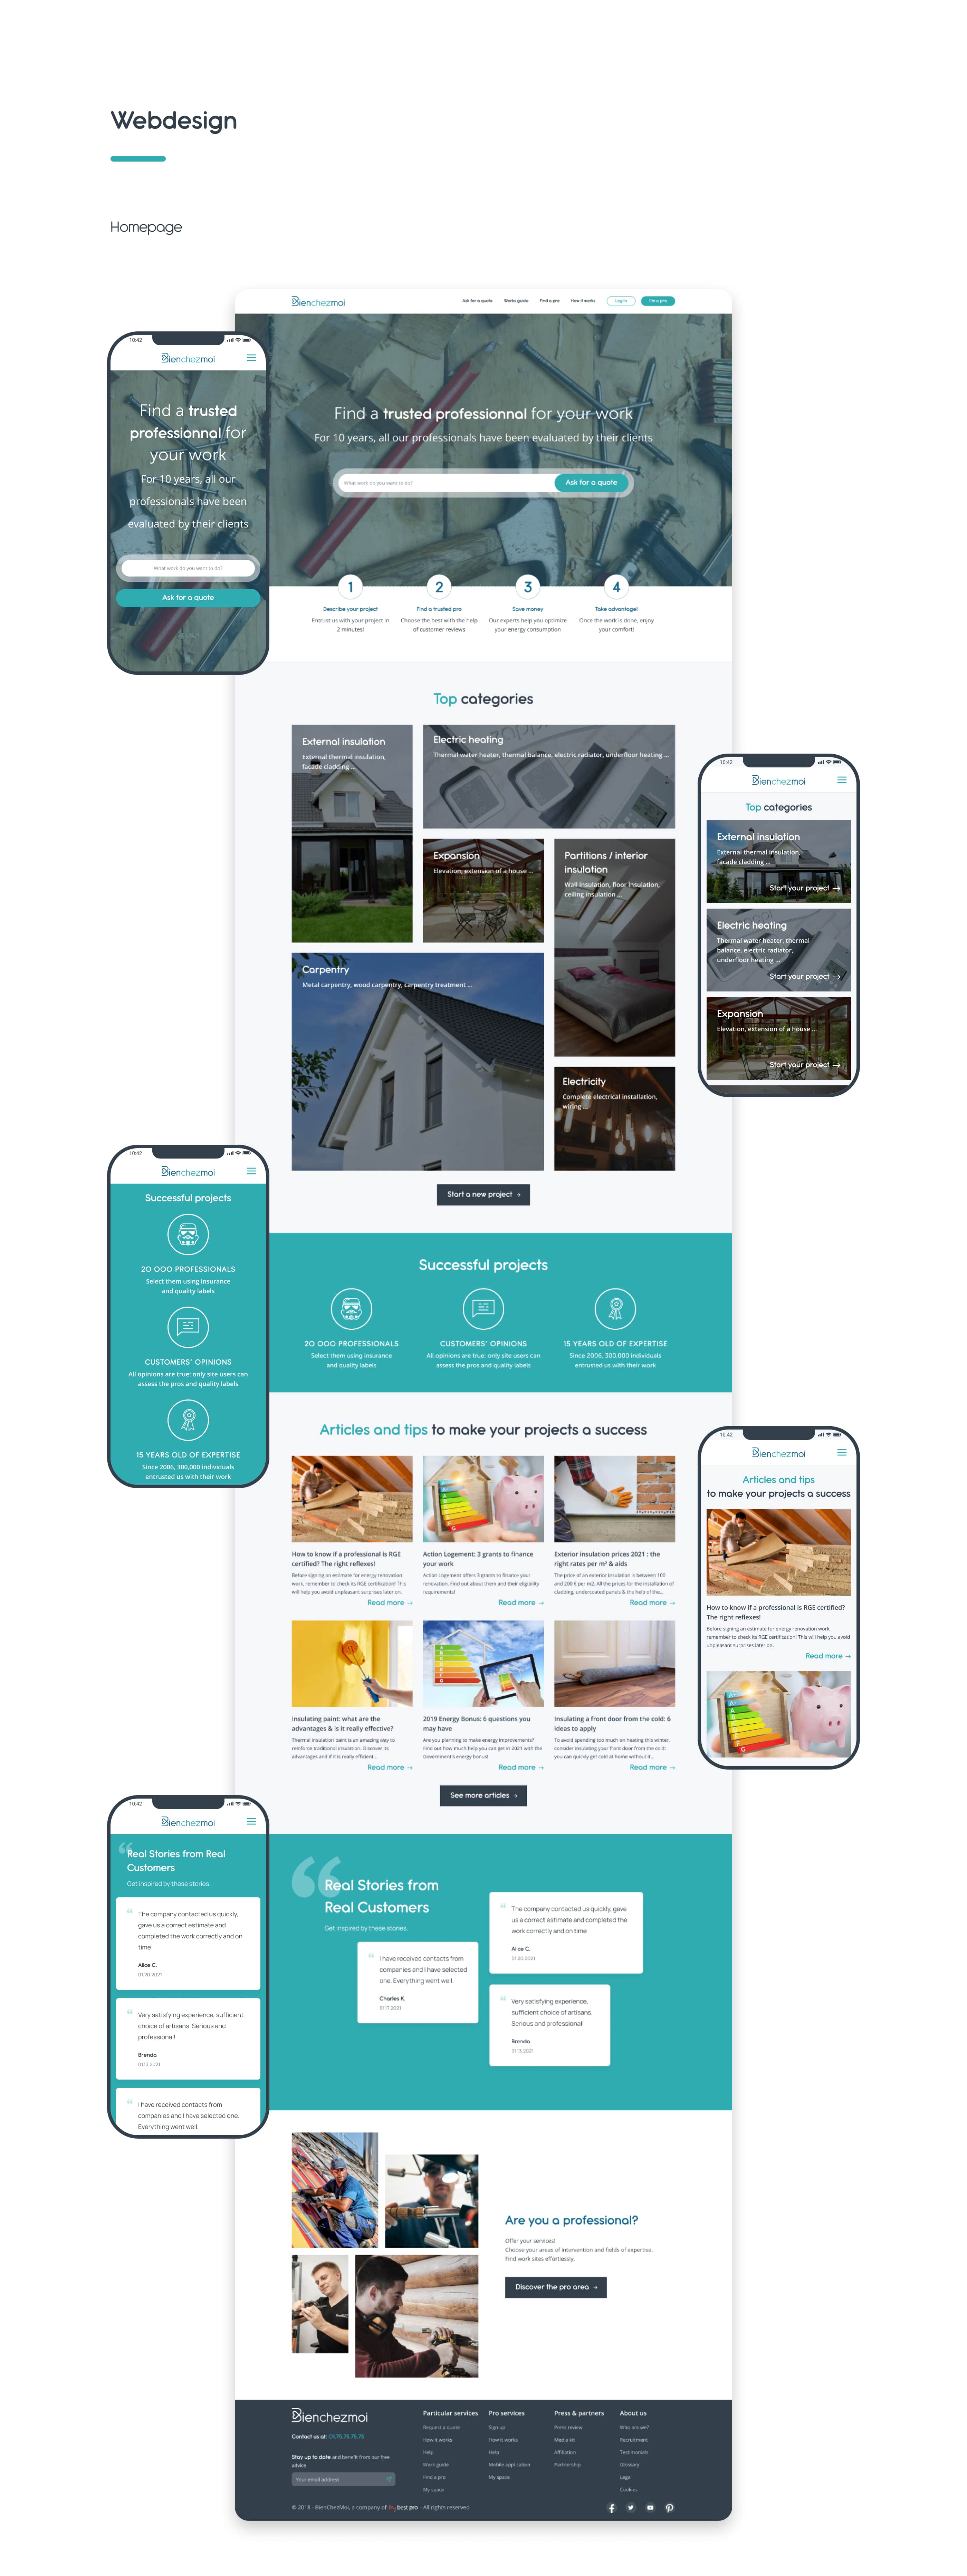 Webdesign
Homepage
Bienchezmoi
Ask for a quote
Works guide
Find a pro
How it works
Log in
I'm a pro
Find a trusted professionnal for your work
For 10 years, all our professionals have been evaluated by their clients
What work do you want to do?
Ask for a quote
10:42
Bienchezmoi
Find a trusted
professionnal for
your work
For 10 years, all our
professionals have been
evaluated by their clients
What work do you want to do?
Ask for a quote
1
Describe your project
Entrust us with your project in
2 minutes!
2
Find a trusted pro
Choose the best with the help
of customer reviews
3
Save money
Our experts help you optimize
your energy consumption
4
Take advantage!
Once the work is done, enjoy
your comfort!
Top categories
External insulation
External thermal insulation,
facade cladding ...
Electric heating
Thermal water heater, thermal balance, electric radiator, underfloor heating ...
Expansion
Elevation, extension of a house ...
Partitions / interior
insulation
Wall insulation, floor insulation,
ceiling insulation ...
Carpentry
Metal carpentry, wood carpentry, carpentry treatment ...
Electricity
Complete electrical installation,
wiring ...
Start a new project →
10:42
Bienchezmoi
Top categories
External insulation
External thermal insulation,
facade cladding ...
Start your project →
Electric heating
Thermal water heater, thermal
balance, electric radiator,
underfloor heating ...
Start your project →
Expansion
Elevation, extension of a house ...
Start your project →
10:42
Bienchezmoi
Successful projects
20 000 PROFESSIONALS
Select them using insurance
and quality labels
CUSTOMERS' OPINIONS
All opinions are true: only site users can
assess the pros and quality labels
15 YEARS OLD OF EXPERTISE
Since 2006, 300,000 individuals
entrusted us with their work
Successful projects
20 000 PROFESSIONALS
Select them using insurance
and quality labels
CUSTOMERS' OPINIONS
All opinions are true: only site users can
assess the pros and quality labels
15 YEARS OLD OF EXPERTISE
Since 2006, 300,000 individuals
entrusted us with their work
Articles and tips to make your projects a success
How to know if a professional is RGE
certified? The right reflexes!
Before signing an estimate for energy renovation
work, remember to check its RGE certification! This
will help you avoid unpleasant surprises later on.
Read more →
Action Logement: 3 grants to finance
your work
Action Logement offers 3 grants to finance your
renovation. Find out about them and their eligibility
requirements!
Read more →
Exterior insulation prices 2021 : the
right rates per m² & aids
The price of an exterior insulation is between 100
and 200 € per m2. All the prices for the installation of
cladding, undercoated panels & the help of the...
Read more →
Insulating paint: what are the
advantages & is it really effective?
Thermal insulation paint is an amazing way to
reinforce traditional insulation. Discover its
advantages and if it is really efficient...
Read more →
2019 Energy Bonus: 6 questions you
may have
Are you planning to make energy improvements?
Find out how much help you can get in 2021 with the
Government's energy bonus!
Read more →
Insulating a front door from the cold: 6
ideas to apply
To avoid spending too much on heating this winter,
consider insulating your front door from the cold:
you can quickly get cold at home without it...
Read more →
See more articles →
10:42
Bienchezmoi
Articles and tips
to make your projects a success
How to know if a professional is RGE certified?
The right reflexes!
Before signing an estimate for energy renovation work,
remember to check its RGE certification! This will help you avoid
unpleasant surprises later on.
Read more →
10:42
Bienchezmoi
Real Stories from Real
Customers
Get inspired by these stories.
The company contacted us quickly,
gave us a correct estimate and
completed the work correctly and on
time
Alice C.
01.20.2021
Very satisfying experience, sufficient
choice of artisans. Serious and
professional!
Brenda
01.13.2021
I have received contacts from
companies and I have selected one.
Everything went well.
Real Stories from
Real Customers
Get inspired by these stories.
The company contacted us quickly, gave
us a correct estimate and completed the
work correctly and on time
Alice C.
01.20.2021
I have received contacts from
companies and I have selected
one. Everything went well.
Charles K.
01.17.2021
Very satisfying experience,
sufficient choice of artisans.
Serious and professional!
Brenda
01.13.2021
Are you a professional?
Offer your services!
Choose your areas of intervention and fields of expertise.
Find work sites effortlessly.
Discover the pro area →
Bienchezmoi
Contact us at: 01.75.75.75.75
Stay up to date and benefit from our free
advice
Your email address
Particular services
Request a quote
How it works
Help
Work guide
Find a pro
My space
Pro services
Sign up
How it works
Help
Mobile application
My space
Press & partners
Press review
Media kit
Affiliation
Partnership
About us
Who are we?
Recruitment
Testimonials
Glossary
Legal
Cookies
© 2018 - BienChezMoi, a company of My best pro - All rights reserved